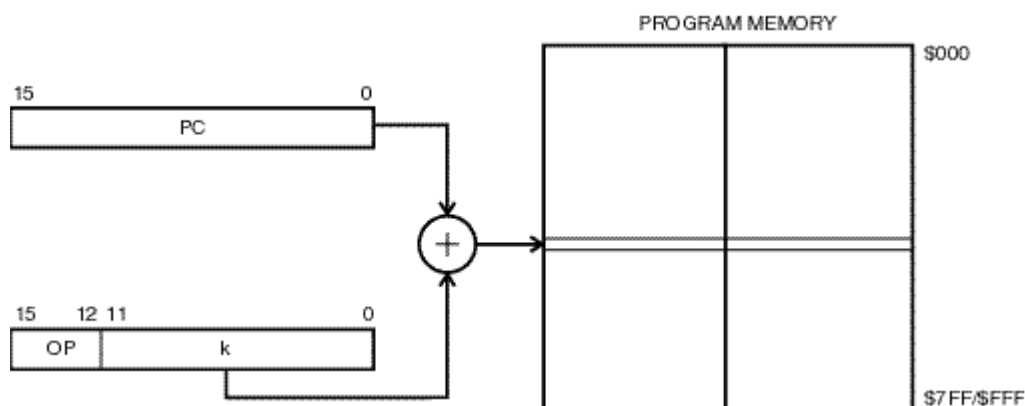 PROGRAM MEMORY
$000
15 0
PC
+
15 12 11 0
OP k
$7FF/$FFF